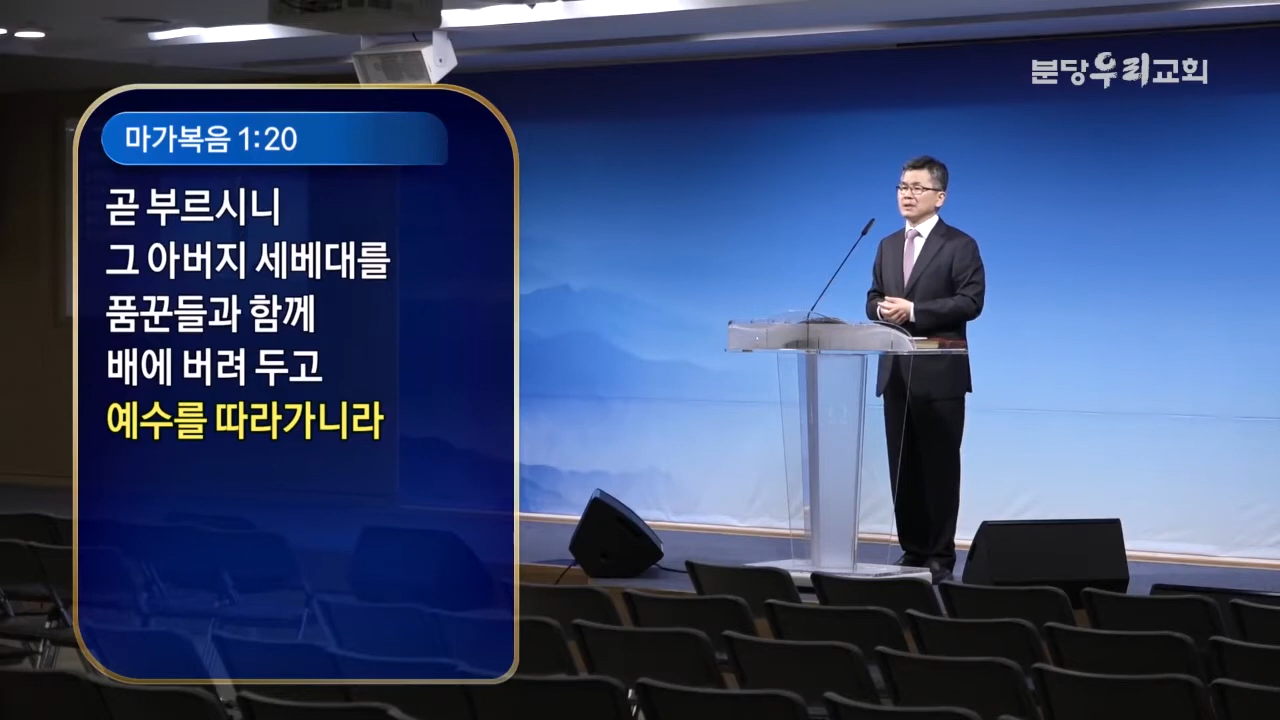 분당우리교회
마가복음 1:20
곧 부르시니
그 아버지 세베대를
품꾼들과 함께
배에 버려 두고
예수를 따라가니라